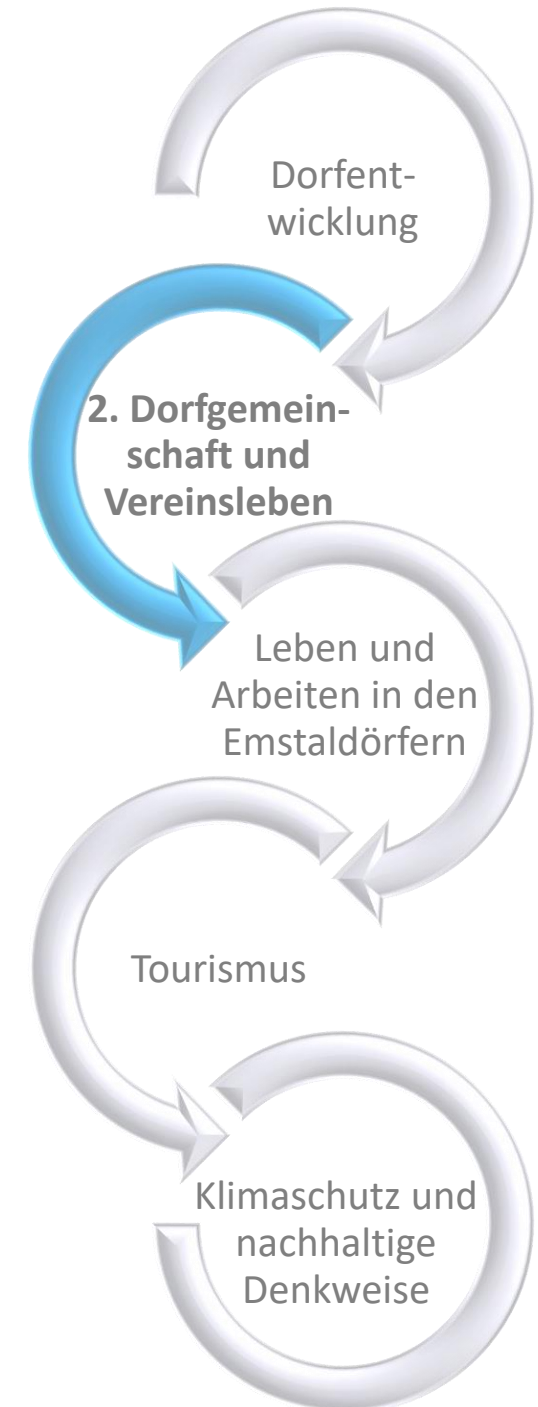 Dorfent-
wicklung
2. Dorfgemein-
schaft und
Vereinsleben
Leben und
Arbeiten in den
Emstaldörfern
Tourismus
Klimaschutz und
nachhaltige
Denkweise